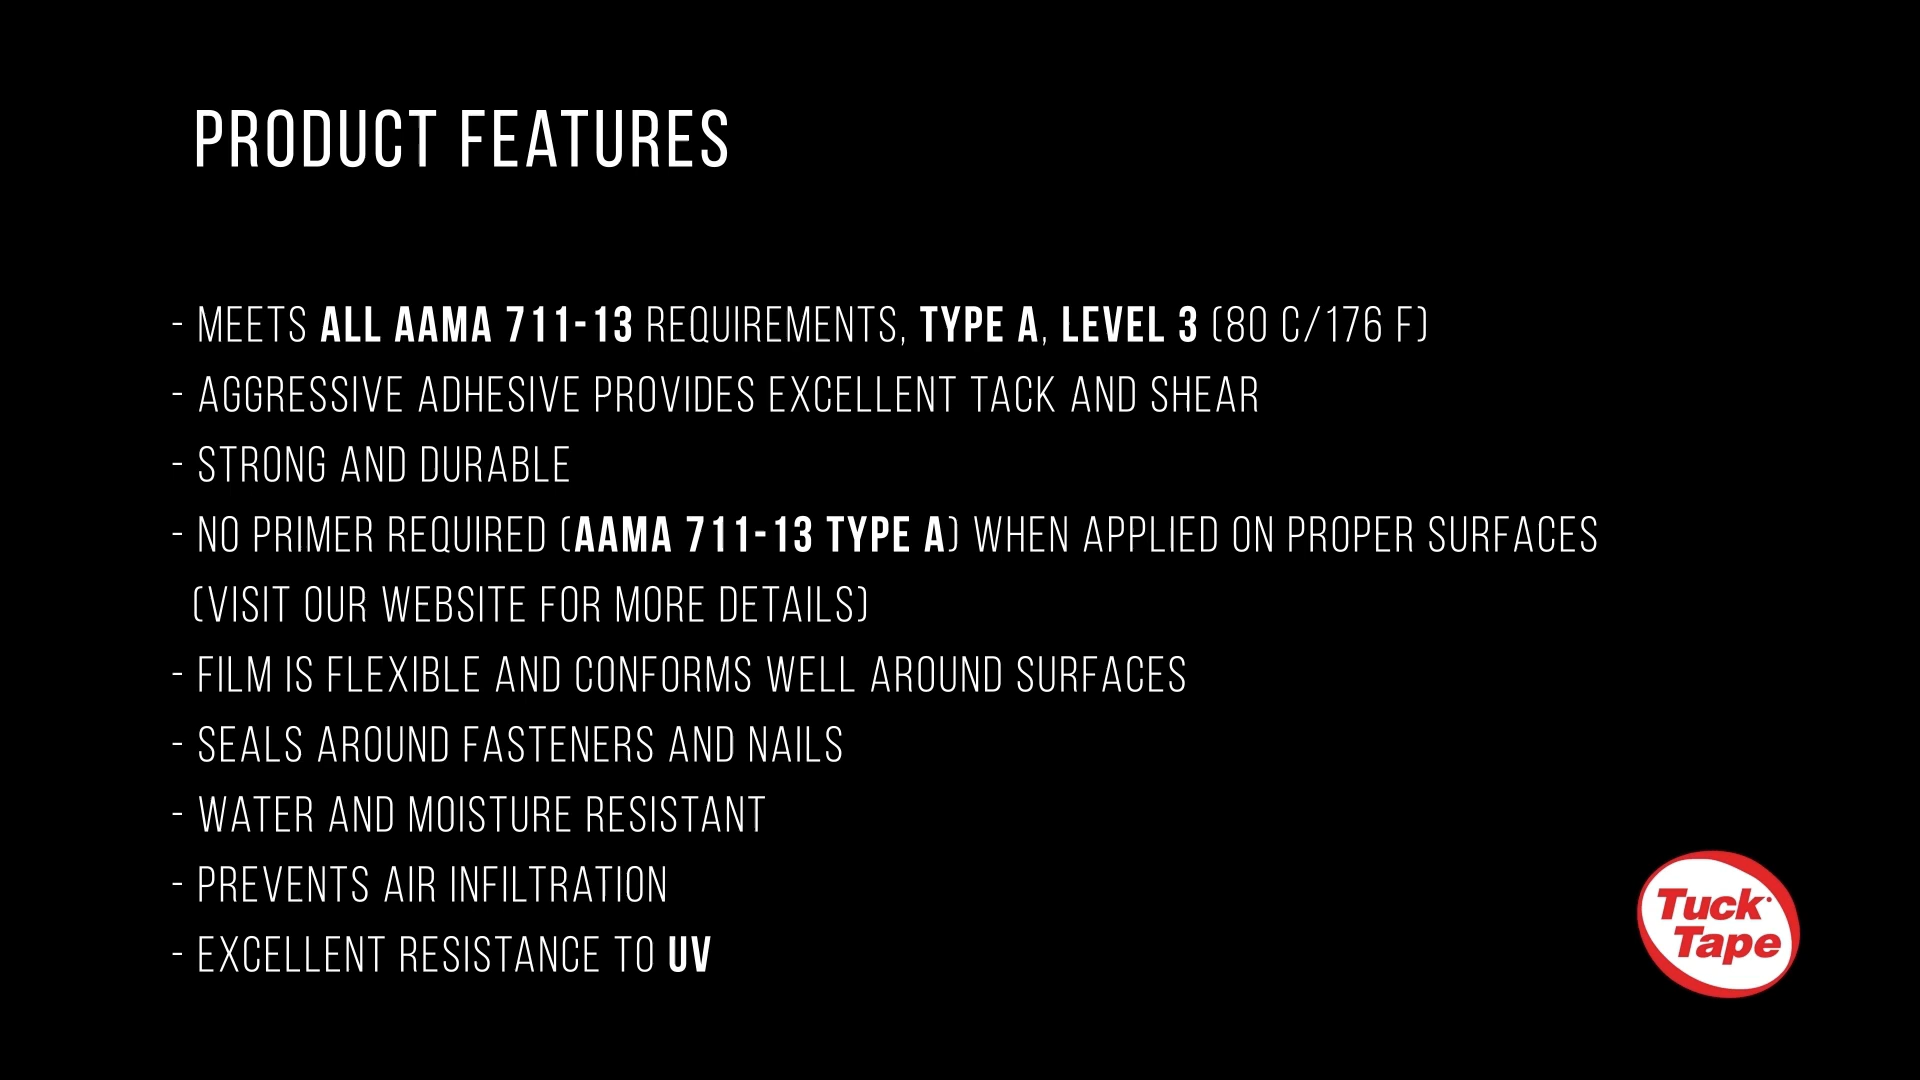 PRODUCT FEATURES
- MEETS ALL AAMA 711-13 REQUIREMENTS, TYPE A, LEVEL 3 (80 C/176 F)
- AGGRESSIVE ADHESIVE PROVIDES EXCELLENT TACK AND SHEAR
- STRONG AND DURABLE
- NO PRIMER REQUIRED (AAMA 711-13 TYPE A) WHEN APPLIED ON PROPER SURFACES
(VISIT OUR WEBSITE FOR MORE DETAILS)
- FILM IS FLEXIBLE AND CONFORMS WELL AROUND SURFACES
- SEALS AROUND FASTENERS AND NAILS
- WATER AND MOISTURE RESISTANT
- PREVENTS AIR INFILTRATION
- EXCELLENT RESISTANCE TO UV
Tuck
Tape